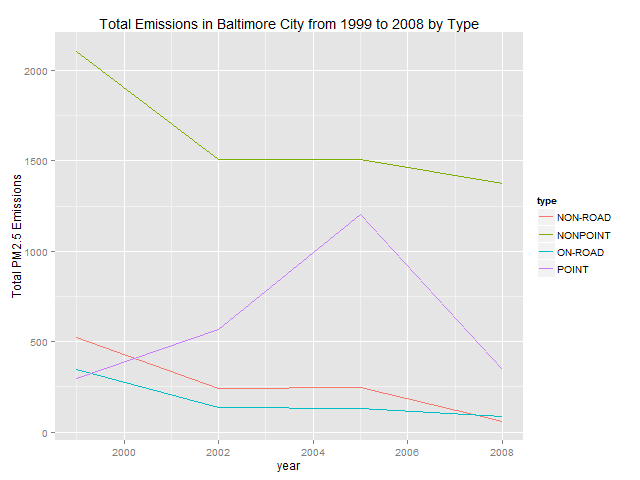 Total Emissions in Baltimore City from 1999 to 2008 by Type
Total PM2.5 Emissions
2000
1500
1000
500
0
2000
2002
2004
2006
2008
year
type
NON-ROAD
NONPOINT
ON-ROAD
POINT